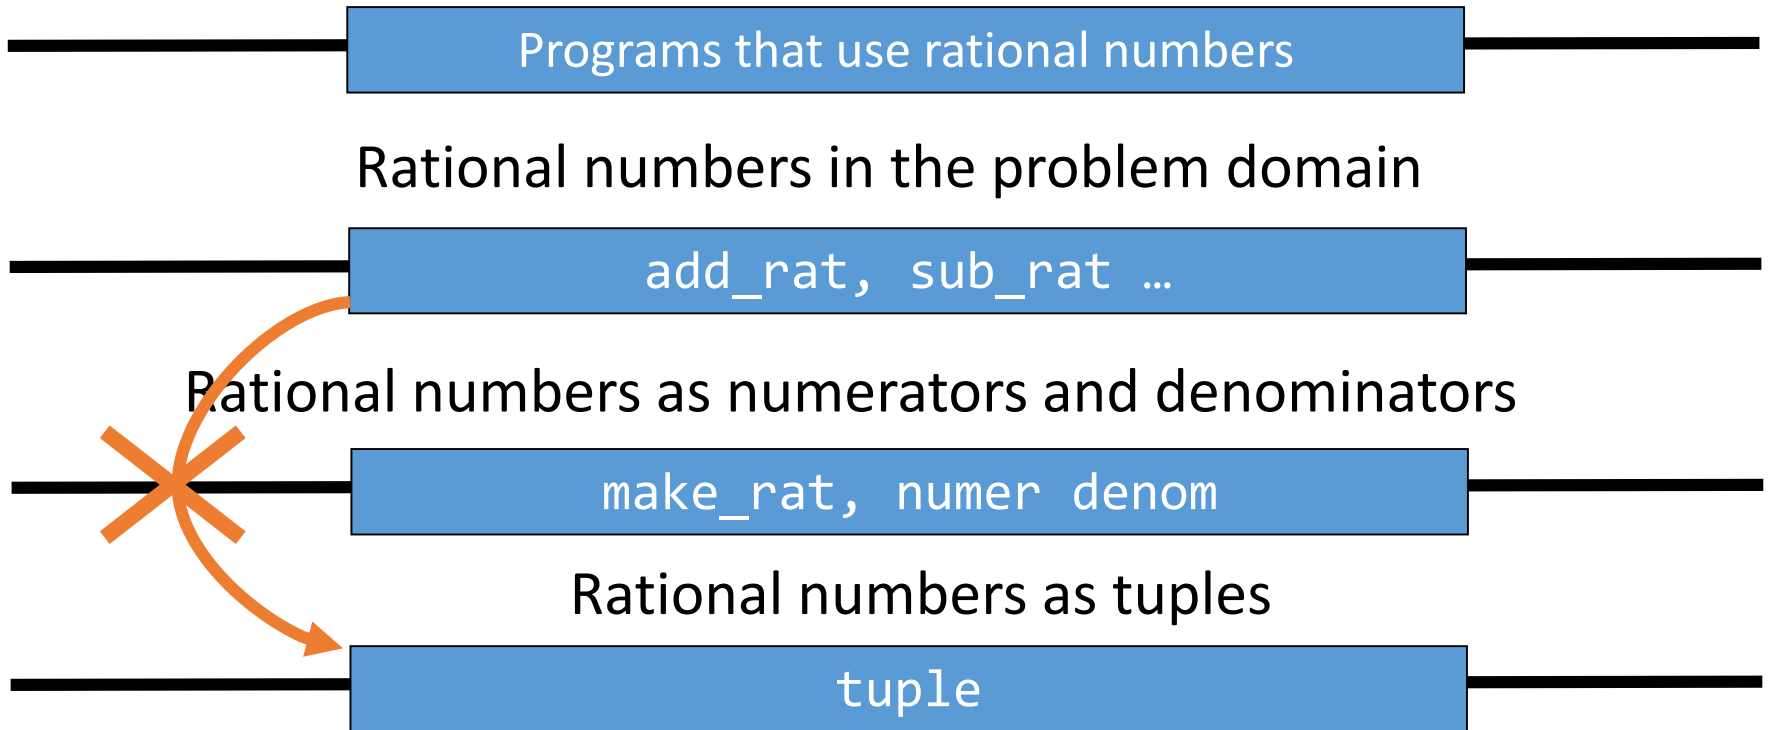 Programs that use rational numbers
Rational numbers in the problem domain
add_rat, sub_rat …
Rational numbers as numerators and denominators
make_rat, numer denom
Rational numbers as tuples
tuple